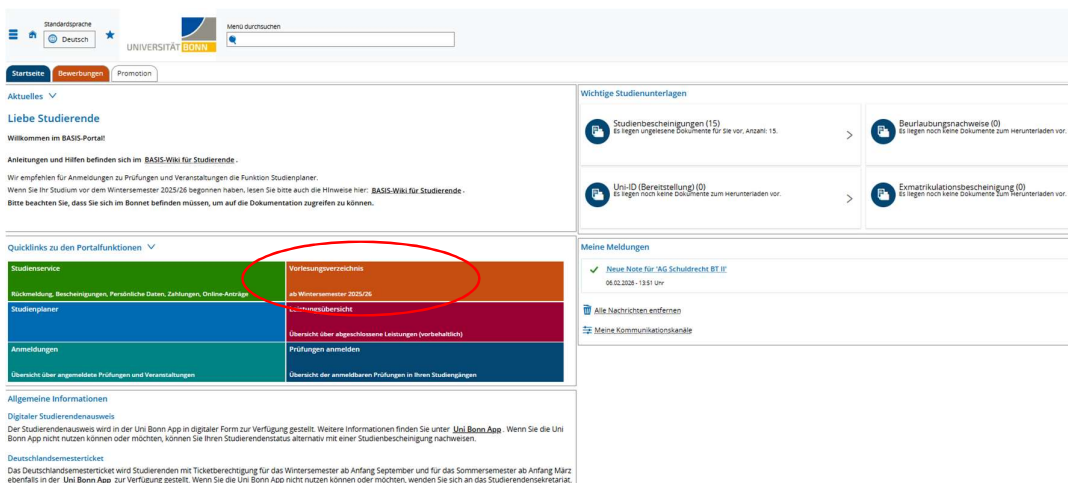 Standardsprache
Deutsch
UNIVERSITÄT BONN
Menü durchsuchen
Startseite
Bewerbungen
Promotion
Aktuelles
Liebe Studierende
Willkommen im BASIS-Portal!
Anleitungen und Hilfen befinden sich im BASIS-Wiki für Studierende .
Wir empfehlen für Anmeldungen zu Prüfungen und Veranstaltungen die Funktion Studienplaner.
Wenn Sie Ihr Studium vor dem Wintersemester 2025/26 begonnen haben, lesen Sie bitte auch die Hinweise hier: BASIS-Wiki für Studierende .
Bitte beachten Sie, dass Sie sich im Bonnet befinden müssen, um auf die Dokumentation zugreifen zu können.
Wichtige Studienunterlagen
Studienbescheinigungen (15)
Es liegen ungelesene Dokumente für Sie vor, Anzahl: 15.
Beurlaubungsnachweise (0)
Es liegen noch keine Dokumente zum Herunterladen vor.
Uni-ID (Bereitstellung) (0)
Es liegen noch keine Dokumente zum Herunterladen vor.
Exmatrikulationsbescheinigung (0)
Es liegen noch keine Dokumente zum Herunterladen vor.
Quicklinks zu den Portalfunktionen
Studienservice
Rückmeldung, Bescheinigungen, Persönliche Daten, Zahlungen, Online-Anträge
Vorlesungsverzeichnis
ab Wintersemester 2025/26
Studienplaner
Leistungsübersicht
Übersicht über abgeschlossene Leistungen (vorbehaltlich)
Anmeldungen
Übersicht über angemeldete Prüfungen und Veranstaltungen
Prüfungen anmelden
Übersicht der anmeldbaren Prüfungen in Ihren Studiengängen
Meine Meldungen
Neue Note für 'AG Schuldrecht BT II'
06.02.2026 - 13:51 Uhr
Alle Nachrichten entfernen
Meine Kommunikationskanäle
Allgemeine Informationen
Digitaler Studierendenausweis
Der Studierendenausweis wird in der Uni Bonn App in digitaler Form zur Verfügung gestellt. Weitere Informationen finden Sie unter Uni Bonn App . Wenn Sie die Uni
Bonn App nicht nutzen können oder möchten, können Sie Ihren Studierendenstatus alternativ mit einer Studienbescheinigung nachweisen.
Deutschlandsemesterticket
Das Deutschlandsemesterticket wird Studierenden mit Ticketberechtigung für das Wintersemester ab Anfang September und für das Sommersemester ab Anfang März
ebenfalls in der Uni Bonn App zur Verfügung gestellt. Wenn Sie die Uni Bonn App nicht nutzen können oder möchten, wenden Sie sich an das Studierendensekretariat.